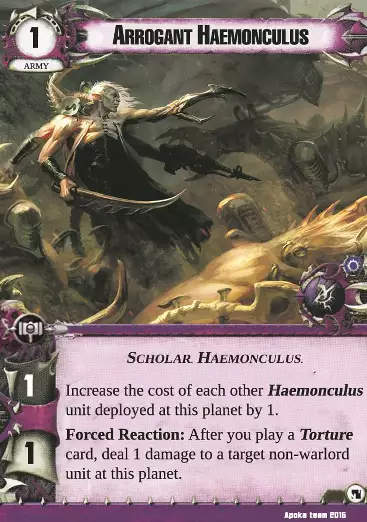 1
ARMY
ARROGANT HAEMONCULUS
SCHOLAR. HAEMONCULUS.
1
Increase the cost of each other Haemonculus
unit deployed at this planet by 1.
1
Forced Reaction: After you play a Torture
card, deal 1 damage to a target non-warlord
unit at this planet.
Apoka team 2016